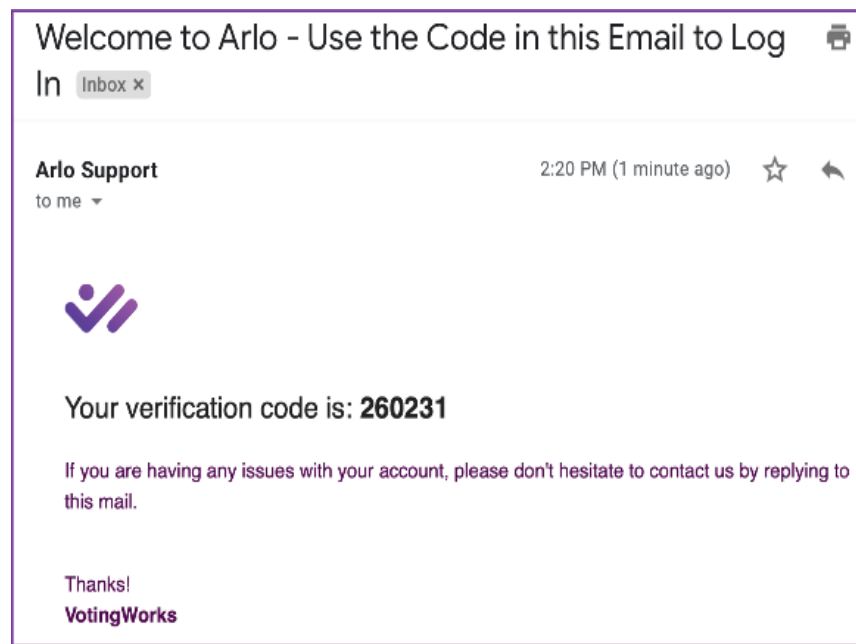 Welcome to Arlo - Use the Code in this Email to Log
In Inbox ×
Arlo Support 2:20 PM (1 minute ago)
to me
Your verification code is: 260231
If you are having any issues with your account, please don't hesitate to contact us by replying to
this mail.
Thanks!
VotingWorks